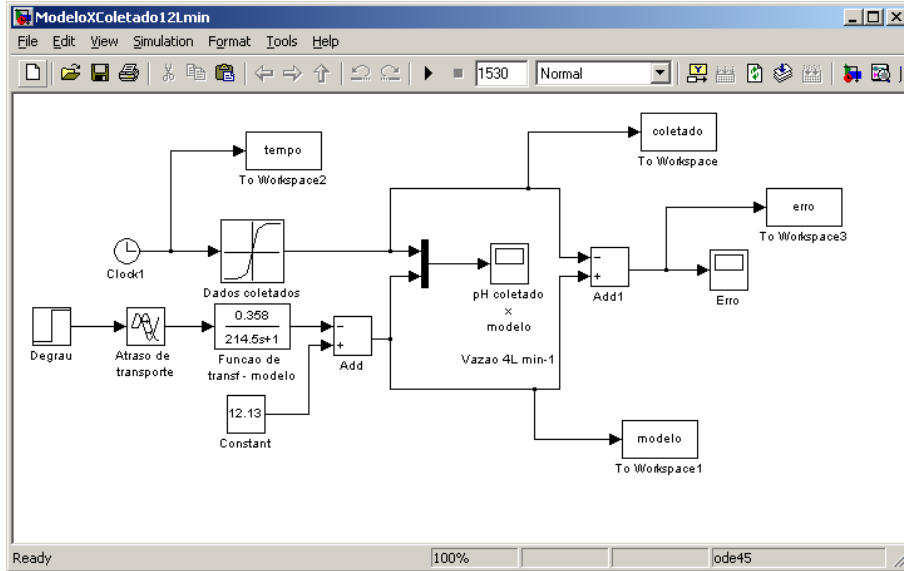 ModeloXColetado12Lmin
File Edit View Simulation Format Tools Help
1530 Normal
tempo
To Workspace2
coletado
To Workspace
erro
To Workspace3
Clock1
Dados coletados
pH coletado
x
modelo
Add1
Erro
Degrau
Atraso de
transporte
0.358
214.5s+1
Funcao de
transf - modelo
Add
Vazao 4L min-1
12.13
Constant
modelo
To Workspace1
Ready 100% ode45